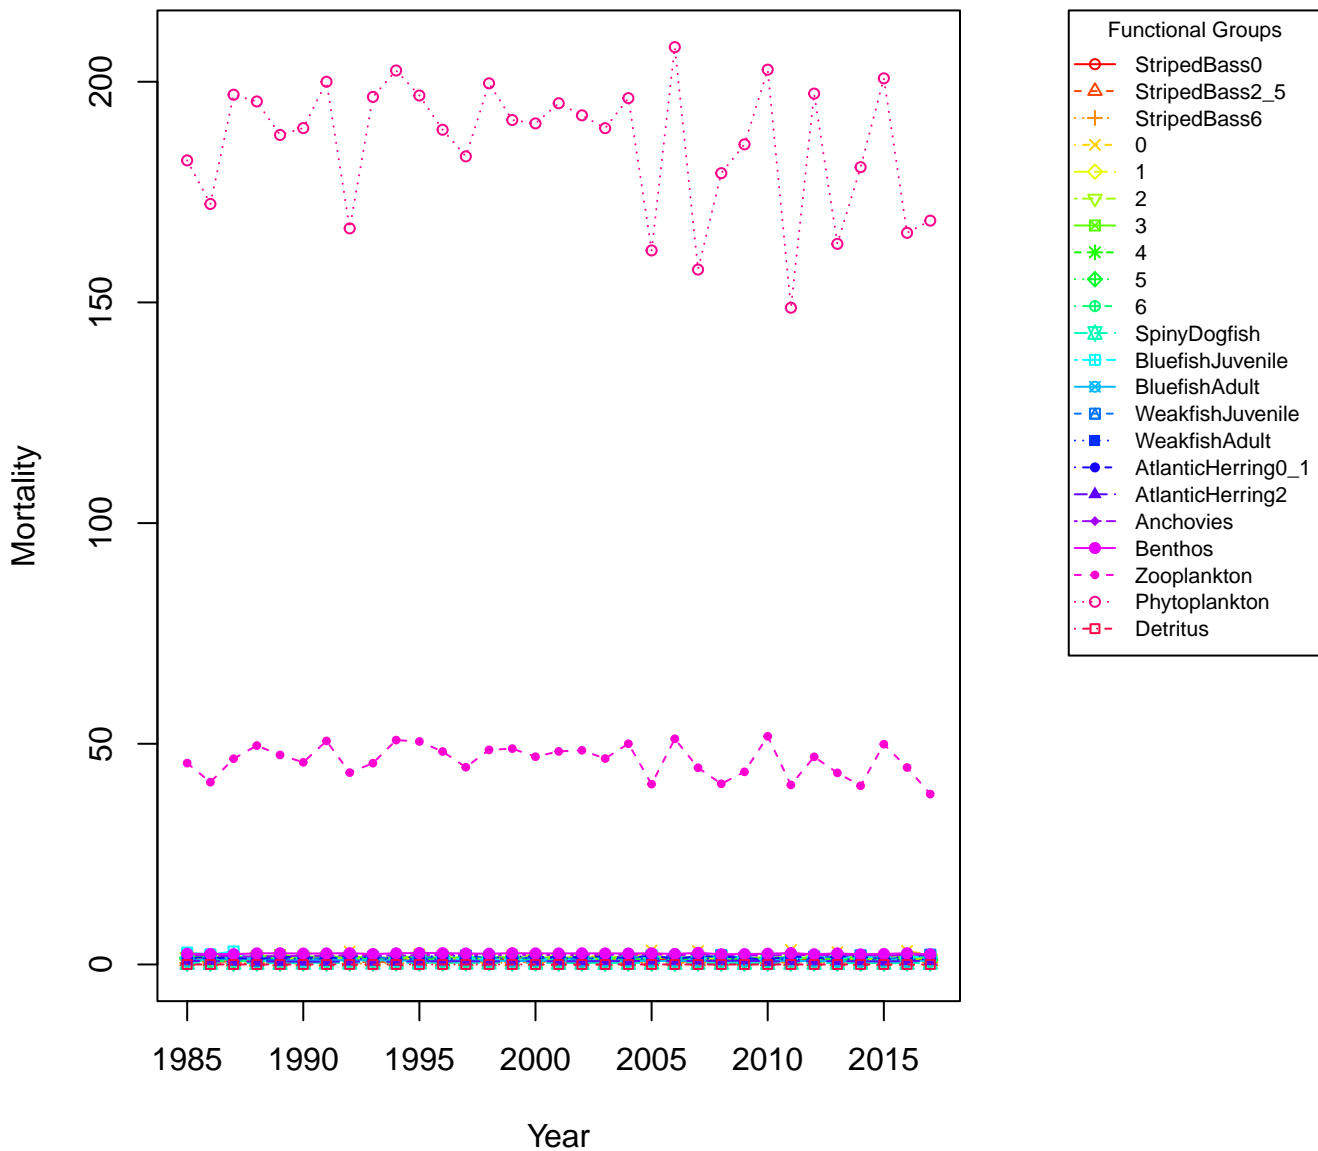 Functional Groups
StripedBass0
StripedBass2_5
StripedBass6
0
1
2
3
4
5
6
SpinyDogfish
BluefishJuvenile
BluefishAdult
WeakfishJuvenile
WeakfishAdult
AtlanticHerring0_1
AtlanticHerring2
Anchovies
Benthos
Zooplankton
Phytoplankton
Detritus
Mortality
200
150
100
50
0
1985 1990 1995 2000 2005 2010 2015
Year